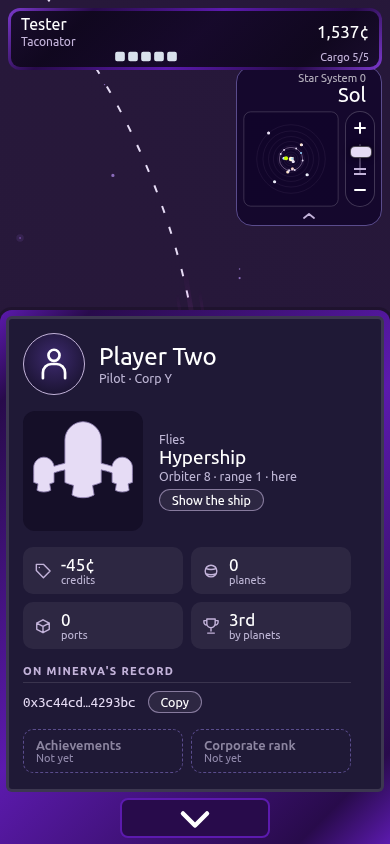 Tester
1,537¢
Taconator
Cargo 5/5
Star System 0
Sol
Player Two
Pilot · Corp Y
Flies
Hypership
Orbiter 8 · range 1 · here
Show the ship
-45¢
credits
0
planets
0
ports
3rd
by planets
ON MINERVA'S RECORD
0x3c44cd…4293bc
Copy
Achievements
Not yet
Corporate rank
Not yet